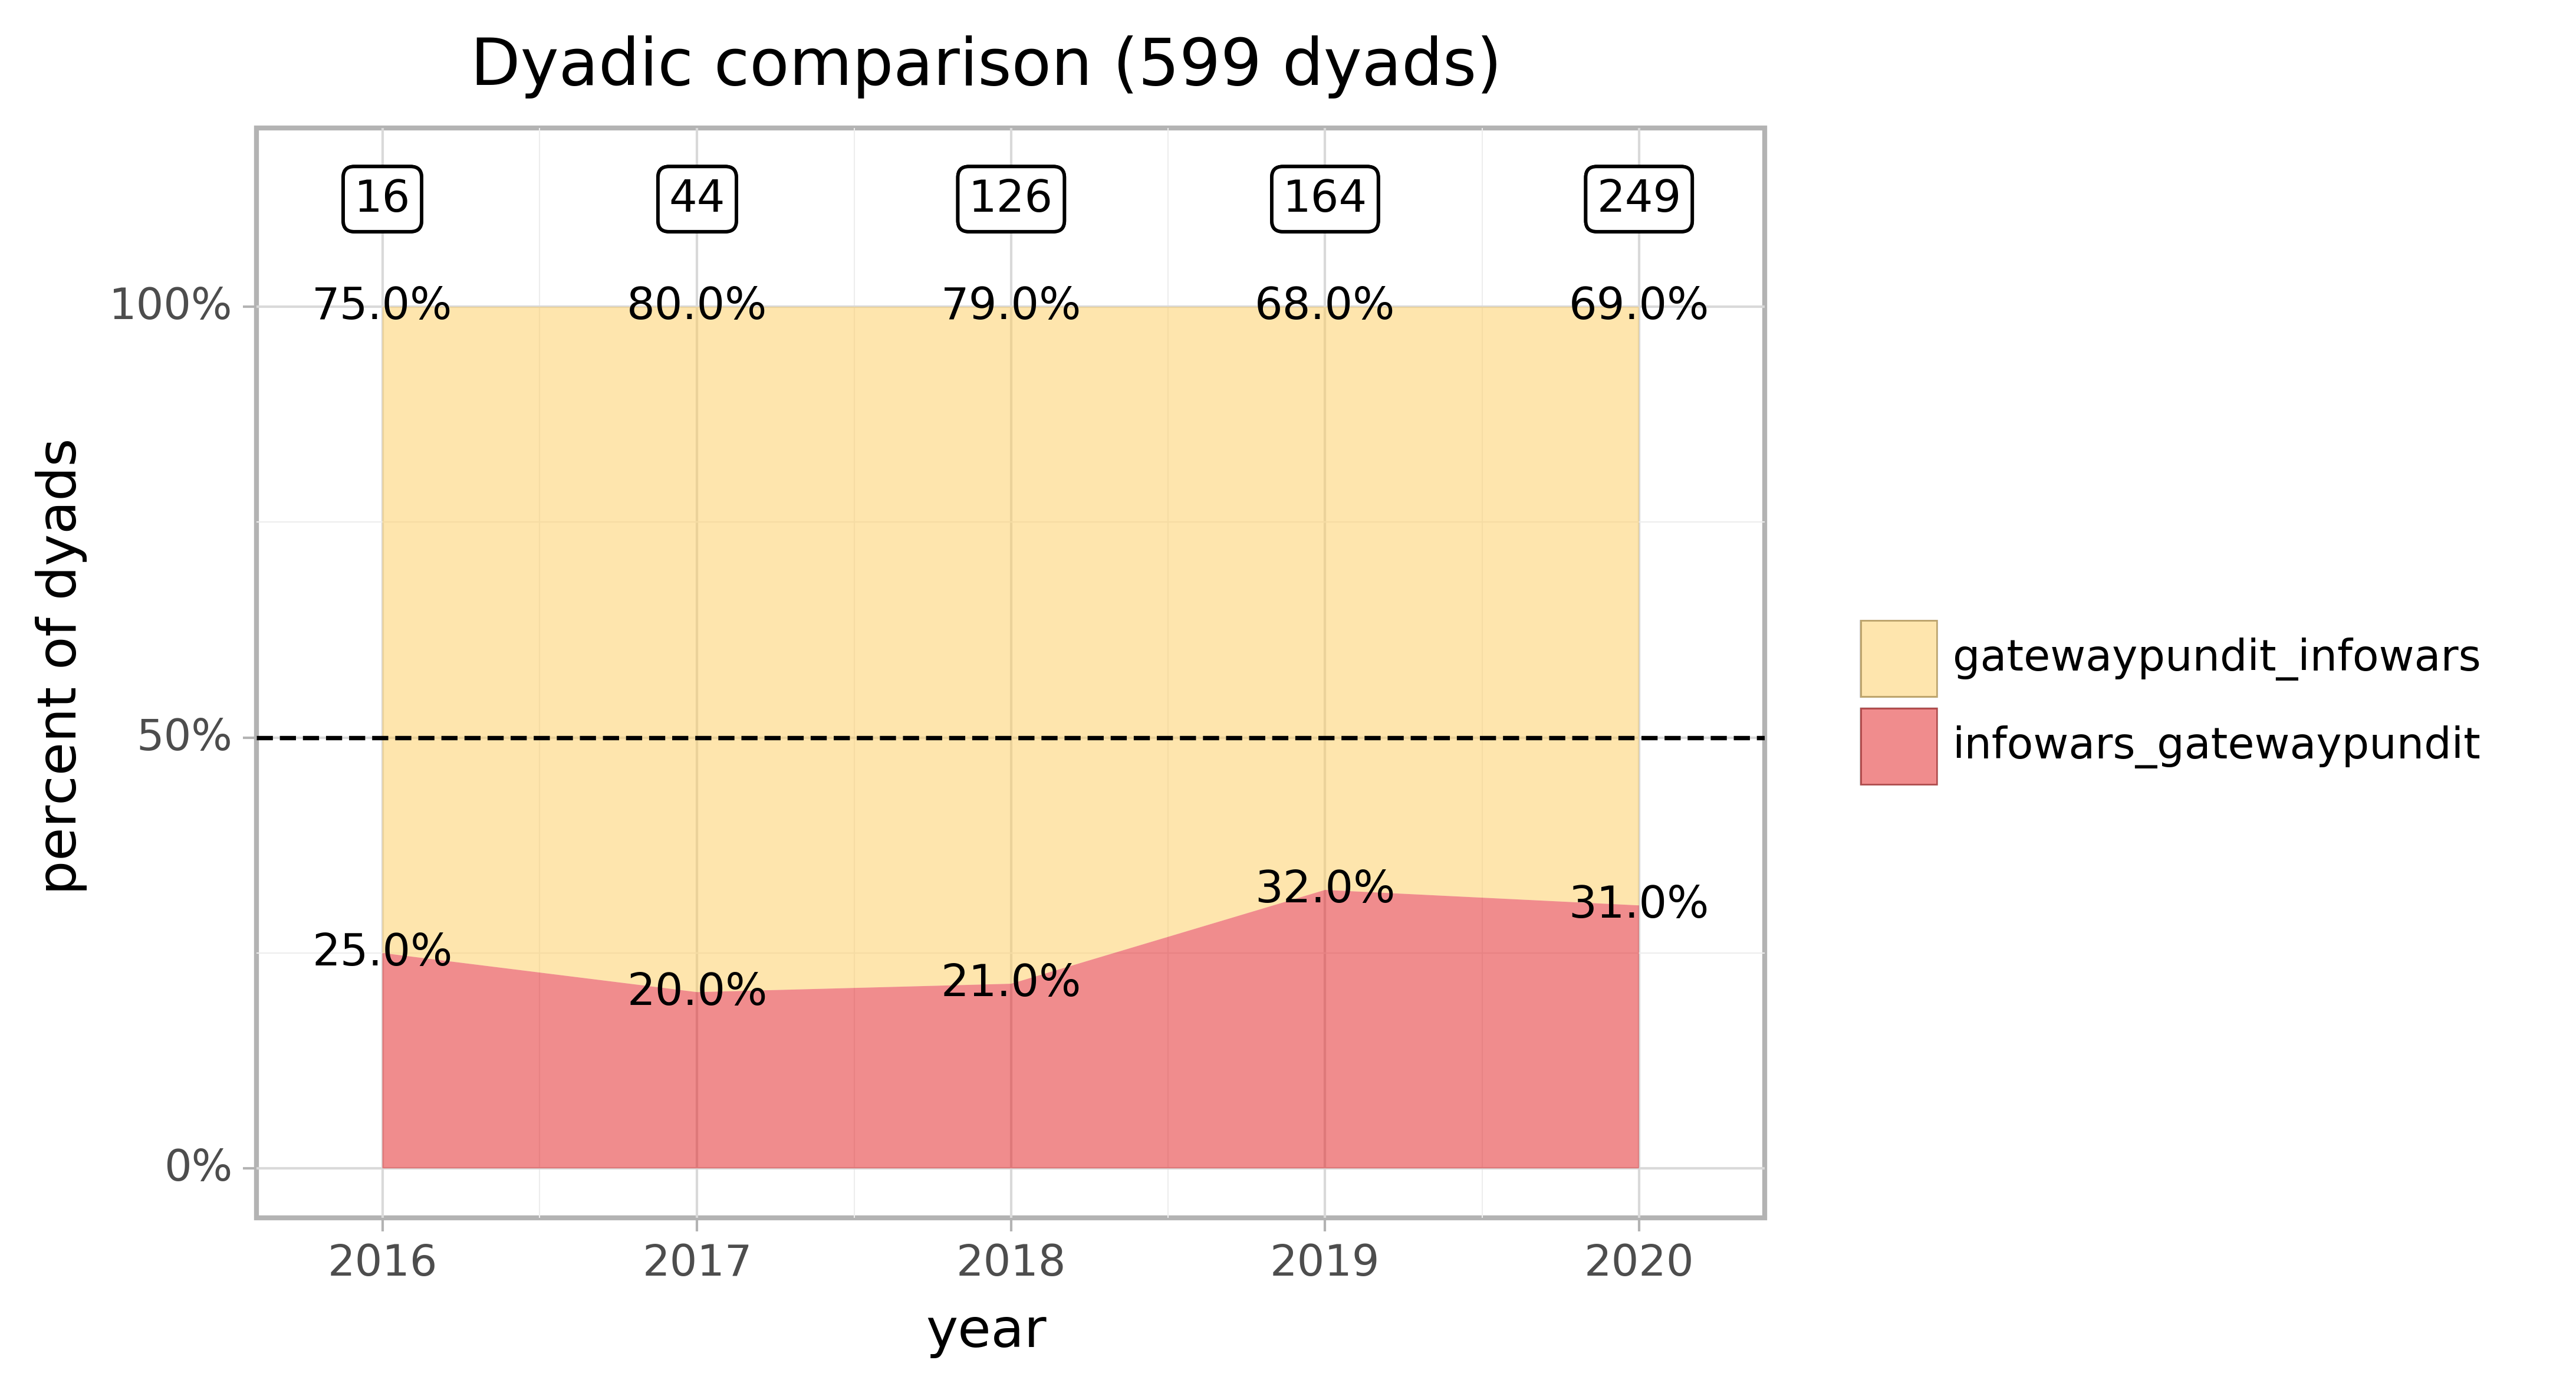 Dyadic comparison (599 dyads)
16 44 126 164 249
100% 75.0% 80.0% 79.0% 68.0% 69.0%
percent of dyads
gatewaypundit_infowars
50%
infowars_gatewaypundit
32.0% 31.0%
25.0% 20.0% 21.0%
0%
2016 2017 2018 2019 2020
year